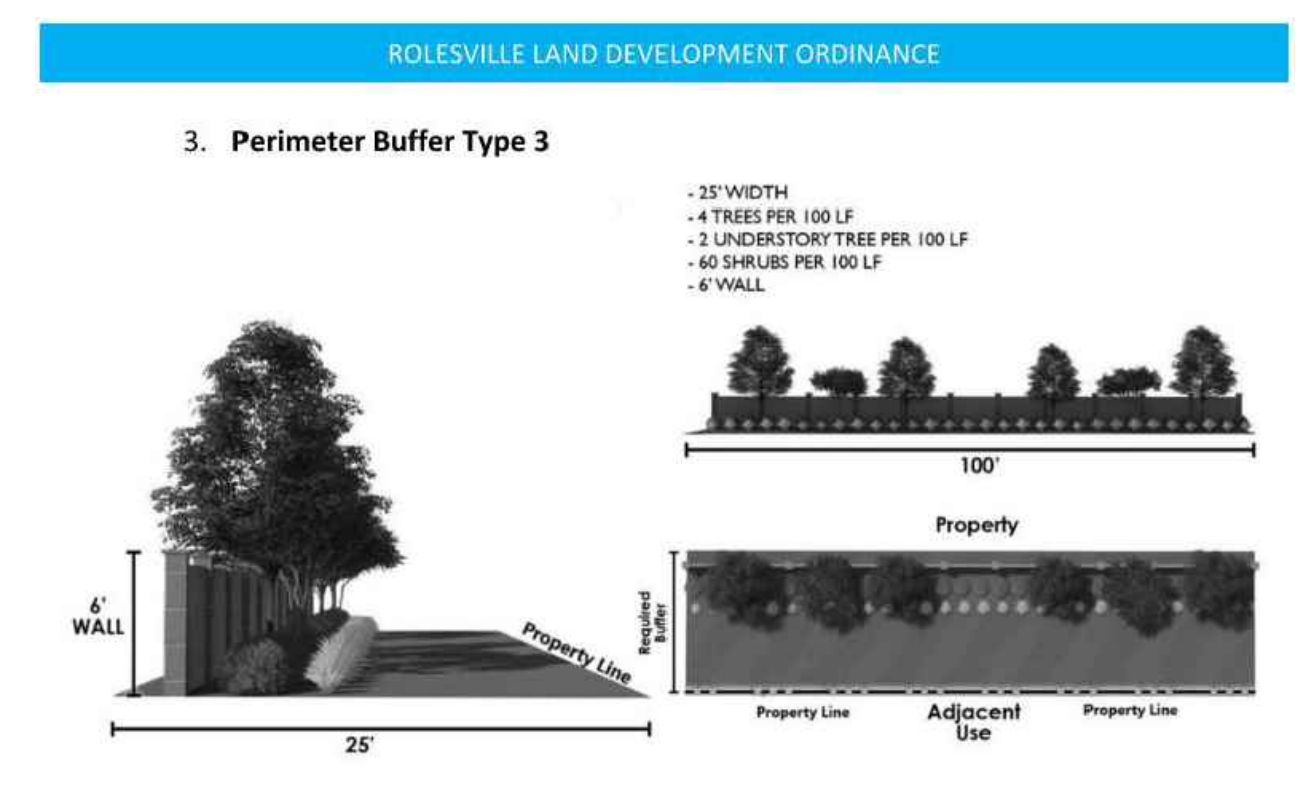 ROLESVILLE LAND DEVELOPMENT ORDINANCE
3. Perimeter Buffer Type 3
- 25' WIDTH
- 4 TREES PER 100 LF
- 2 UNDERSTORY TREE PER 100 LF
- 60 SHRUBS PER 100 LF
- 6' WALL
100'
Property
6'
WALL
Property Line
25'
Required
Buffer
Property Line
Adjacent
Use
Property Line